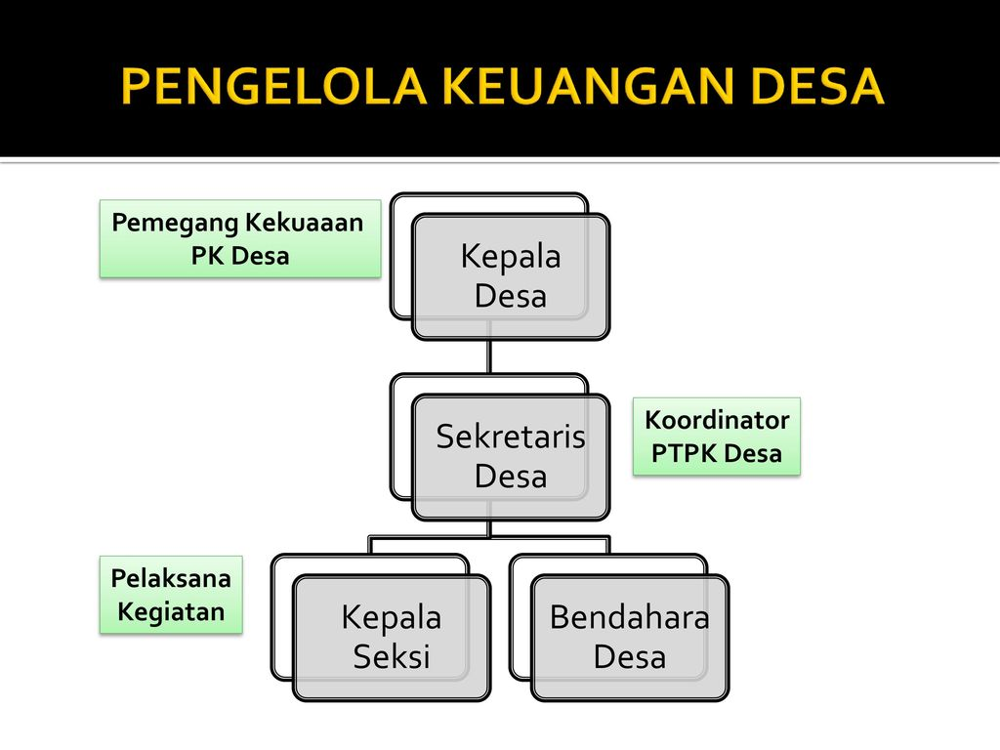 PENGELOLA KEUANGAN DESA
Pemegang Kekuaaan
PK Desa
Kepala
Desa
Sekretaris
Desa
Koordinator
PTPK Desa
Pelaksana
Kegiatan
Kepala
Seksi
Bendahara
Desa